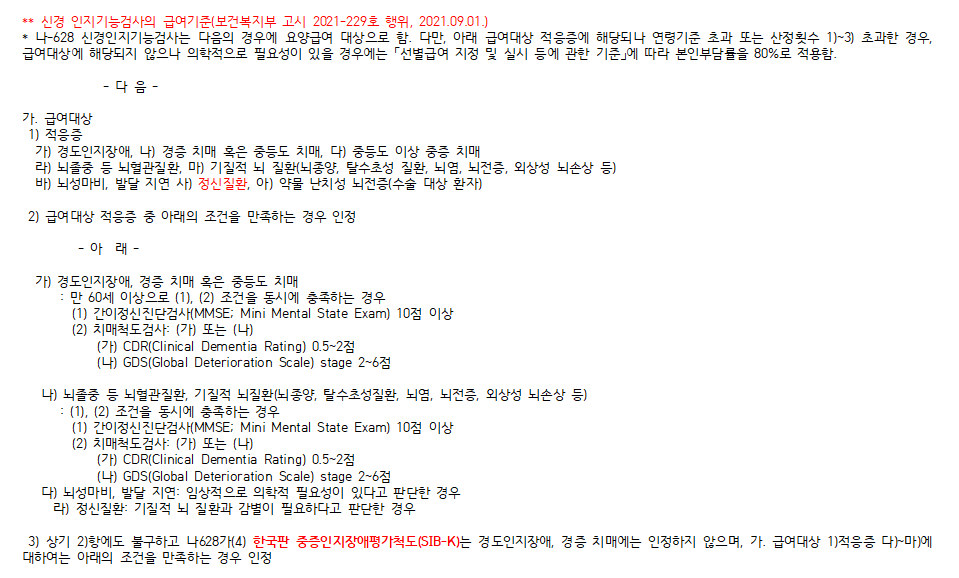 ** 신경 인지기능검사의 급여기준(보건복지부 고시 2021-229호 행위, 2021.09.01.)
* 나-628 신경인지기능검사는 다음의 경우에 요양급여 대상으로 함. 다만, 아래 급여대상 적응증에 해당되나 연령기준 초과 또는 산정횟수 1)~3) 초과한 경우,
급여대상에 해당되지 않으나 의학적으로 필요성이 있을 경우에는 「선별급여 지정 및 실시 등에 관한 기준」에 따라 본인부담률을 80%로 적용함.
- 다 음 -
가. 급여대상
1) 적응증
가) 경도인지장애, 나) 경증 치매 혹은 중등도 치매, 다) 중등도 이상 중증 치매
라) 뇌졸중 등 뇌혈관질환, 마) 기질적 뇌 질환(뇌종양, 탈수초성 질환, 뇌염, 뇌전증, 외상성 뇌손상 등)
바) 뇌성마비, 발달 지연 사) 정신질환, 아) 약물 난치성 뇌전증(수술 대상 환자)
2) 급여대상 적응증 중 아래의 조건을 만족하는 경우 인정
- 아 래 -
가) 경도인지장애, 경증 치매 혹은 중등도 치매
: 만 60세 이상으로 (1), (2) 조건을 동시에 충족하는 경우
(1) 간이정신진단검사(MMSE; Mini Mental State Exam) 10점 이상
(2) 치매척도검사: (가) 또는 (나)
(가) CDR(Clinical Dementia Rating) 0.5~2점
(나) GDS(Global Deterioration Scale) stage 2~6점
나) 뇌졸중 등 뇌혈관질환, 기질적 뇌질환(뇌종양, 탈수초성질환, 뇌염, 뇌전증, 외상성 뇌손상 등)
: (1), (2) 조건을 동시에 충족하는 경우
(1) 간이정신진단검사(MMSE; Mini Mental State Exam) 10점 이상
(2) 치매척도검사: (가) 또는 (나)
(가) CDR(Clinical Dementia Rating) 0.5~2점
(나) GDS(Global Deterioration Scale) stage 2~6점
다) 뇌성마비, 발달 지연: 임상적으로 의학적 필요성이 있다고 판단한 경우
라) 정신질환: 기질적 뇌 질환과 감별이 필요하다고 판단한 경우
3) 상기 2)항에도 불구하고 나628가(4) 한국판 중증인지장애평가척도(SIB-K)는 경도인지장애, 경증 치매에는 인정하지 않으며, 가. 급여대상 1)적응증 다)~마)에
대하여는 아래의 조건을 만족하는 경우 인정